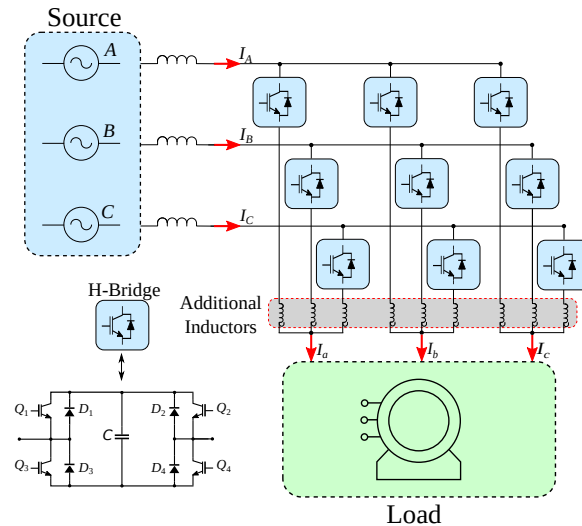 Source
A
I_A
B
I_B
C
I_C
H-Bridge
Additional
Inductors
I_a
I_b
I_c
Q_1
D_1
D_2
Q_2
C
Q_3
D_3
D_4
Q_4
Load